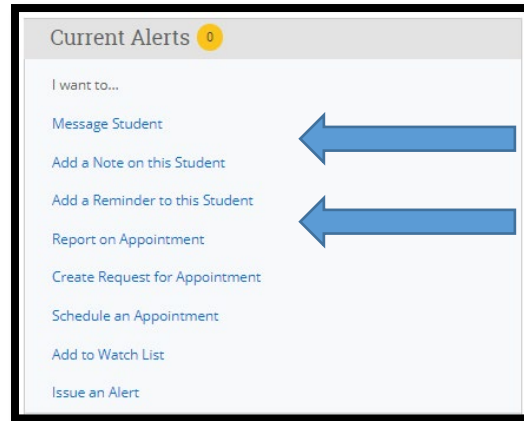 Current Alerts 0
I want to...
Message Student
Add a Note on this Student
Add a Reminder to this Student
Report on Appointment
Create Request for Appointment
Schedule an Appointment
Add to Watch List
Issue an Alert